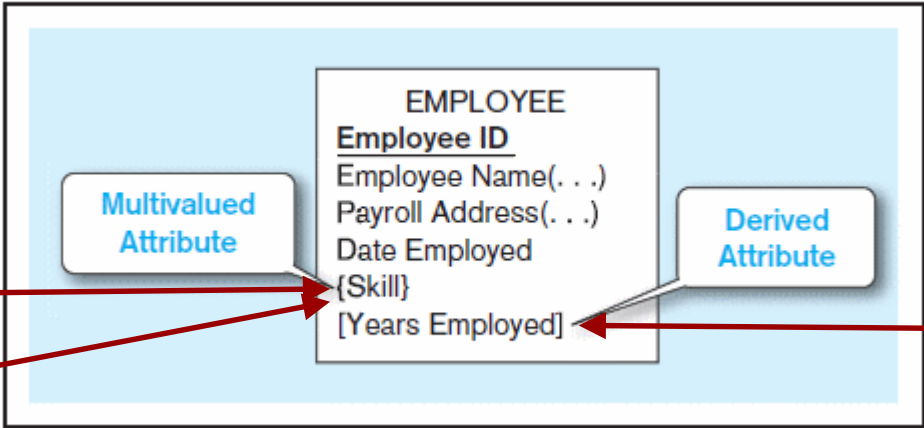 EMPLOYEE
Employee ID
Employee Name(. . .)
Payroll Address(. . .)
Date Employed
{Skill}
[Years Employed]
Multivalued
Attribute
Derived
Attribute